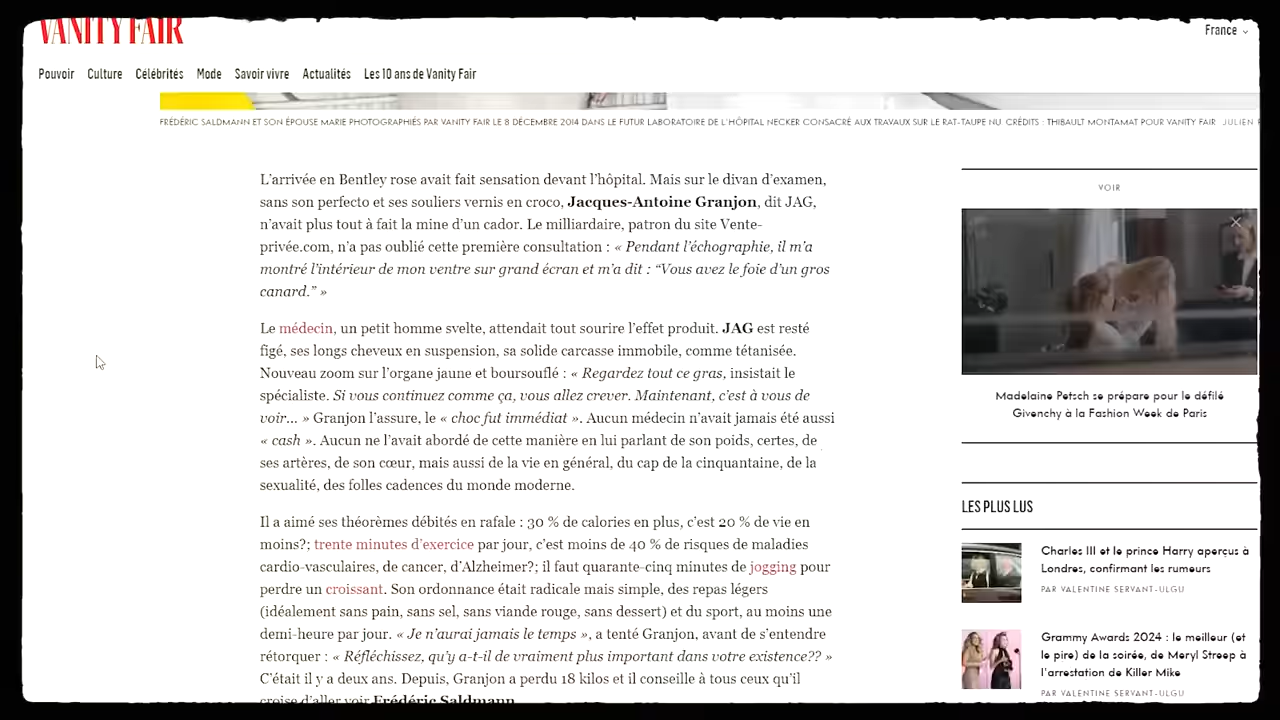 VANITY FAIR
France
Pouvoir Culture Célébrités Mode Savoir vivre Actualités Les 10 ans de Vanity Fair
FRÉDÉRIC SALDMANN ET SON ÉPOUSE MARIE PHOTOGRAPHIÉS PAR VANITY FAIR LE 8 DÉCEMBRE 2014 DANS LE FUTUR LABORATOIRE DE L'HÔPITAL NECKER CONSACRÉ AUX TRAVAUX SUR LE RAT-TAUPE NU CRÉDITS : THIBAULT MONTAMAT POUR VANITY FAIR JULIEN
L'arrivée en Bentley rose avait fait sensation devant l'hôpital. Mais sur le divan d'examen,
sans son perfecto et ses souliers vernis en croco, Jacques-Antoine Granjon, dit JAG,
n'avait plus tout à fait la mine d'un cador. Le milliardaire, patron du site Vente-
privée.com, n'a pas oublié cette première consultation : « Pendant l'échographie, il m'a
montré l'intérieur de mon ventre sur grand écran et m'a dit : “Vous avez le foie d'un gros
canard.” »
Le médecin, un petit homme svelte, attendait tout sourire l'effet produit. JAG est resté
figé, ses longs cheveux en suspension, sa solide carcasse immobile, comme tétanisée.
Nouveau zoom sur l'organe jaune et boursouflé : « Regardez tout ce gras, insistait le
spécialiste. Si vous continuez comme ça, vous allez crever. Maintenant, c'est à vous de
voir... » Granjon l'assure, le « choc fut immédiat ». Aucun médecin n'avait jamais été aussi
« cash ». Aucun ne l'avait abordé de cette manière en lui parlant de son poids, certes, de
ses artères, de son cœur, mais aussi de la vie en général, du cap de la cinquantaine, de la
sexualité, des folles cadences du monde moderne.
Il a aimé ses théorèmes débités en rafale : 30 % de calories en plus, c'est 20 % de vie en
moins?; trente minutes d'exercice par jour, c'est moins de 40 % de risques de maladies
cardio-vasculaires, de cancer, d'Alzheimer?; il faut quarante-cinq minutes de jogging pour
perdre un croissant. Son ordonnance était radicale mais simple, des repas légers
(idéalement sans pain, sans sel, sans viande rouge, sans dessert) et du sport, au moins une
demi-heure par jour. « Je n'aurai jamais le temps », a tenté Granjon, avant de s'entendre
rétorquer : « Réfléchissez, qu'y a-t-il de vraiment plus important dans votre existence?? »
C'était il y a deux ans. Depuis, Granjon a perdu 18 kilos et il conseille à tous ceux qu'il
croise d'aller voir Frédéric Saldmann.
VOIR
Madelaine Petsch se prépare pour le défilé
Givenchy à la Fashion Week de Paris
LES PLUS LUS
Charles III et le prince Harry aperçus à
Londres, confirmant les rumeurs
PAR VALENTINE SERVANT-ULGU
Grammy Awards 2024 : le meilleur (et
le pire) de la soirée, de Meryl Streep à
l'arrestation de Killer Mike
PAR VALENTINE SERVANT-ULGU